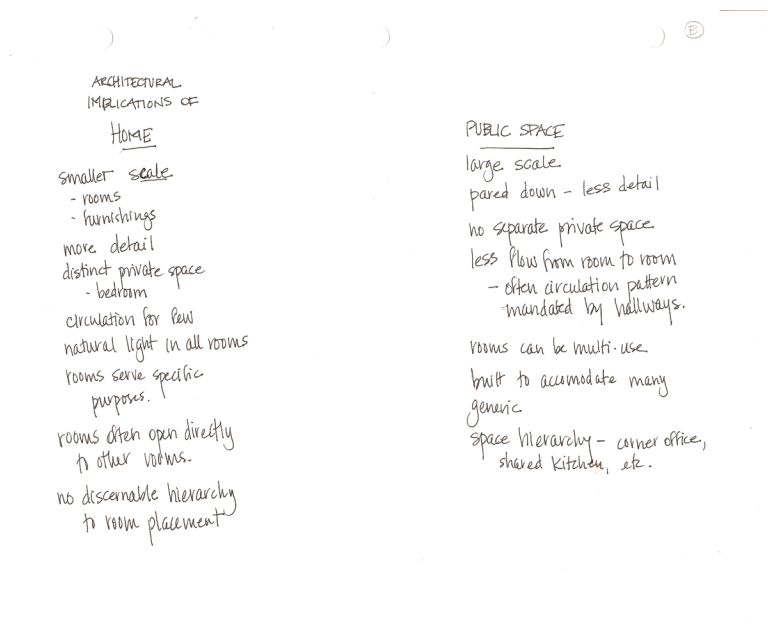 B
ARCHITECTURAL
IMPLICATIONS OF
HOME
smaller scale
- rooms
- furnishings
more detail
distinct private space
- bedroom
circulation for few
natural light in all rooms
rooms serve specific
purposes.
rooms often open directly
to other rooms.
no discernable hierarchy
to room placement
PUBLIC SPACE
large scale
pared down - less detail
no separate private space
less flow from room to room
- often circulation pattern
mandated by hallways.
rooms can be multi-use
built to accomodate many
generic
space hierarchy - corner office,
shared kitchen, etc.